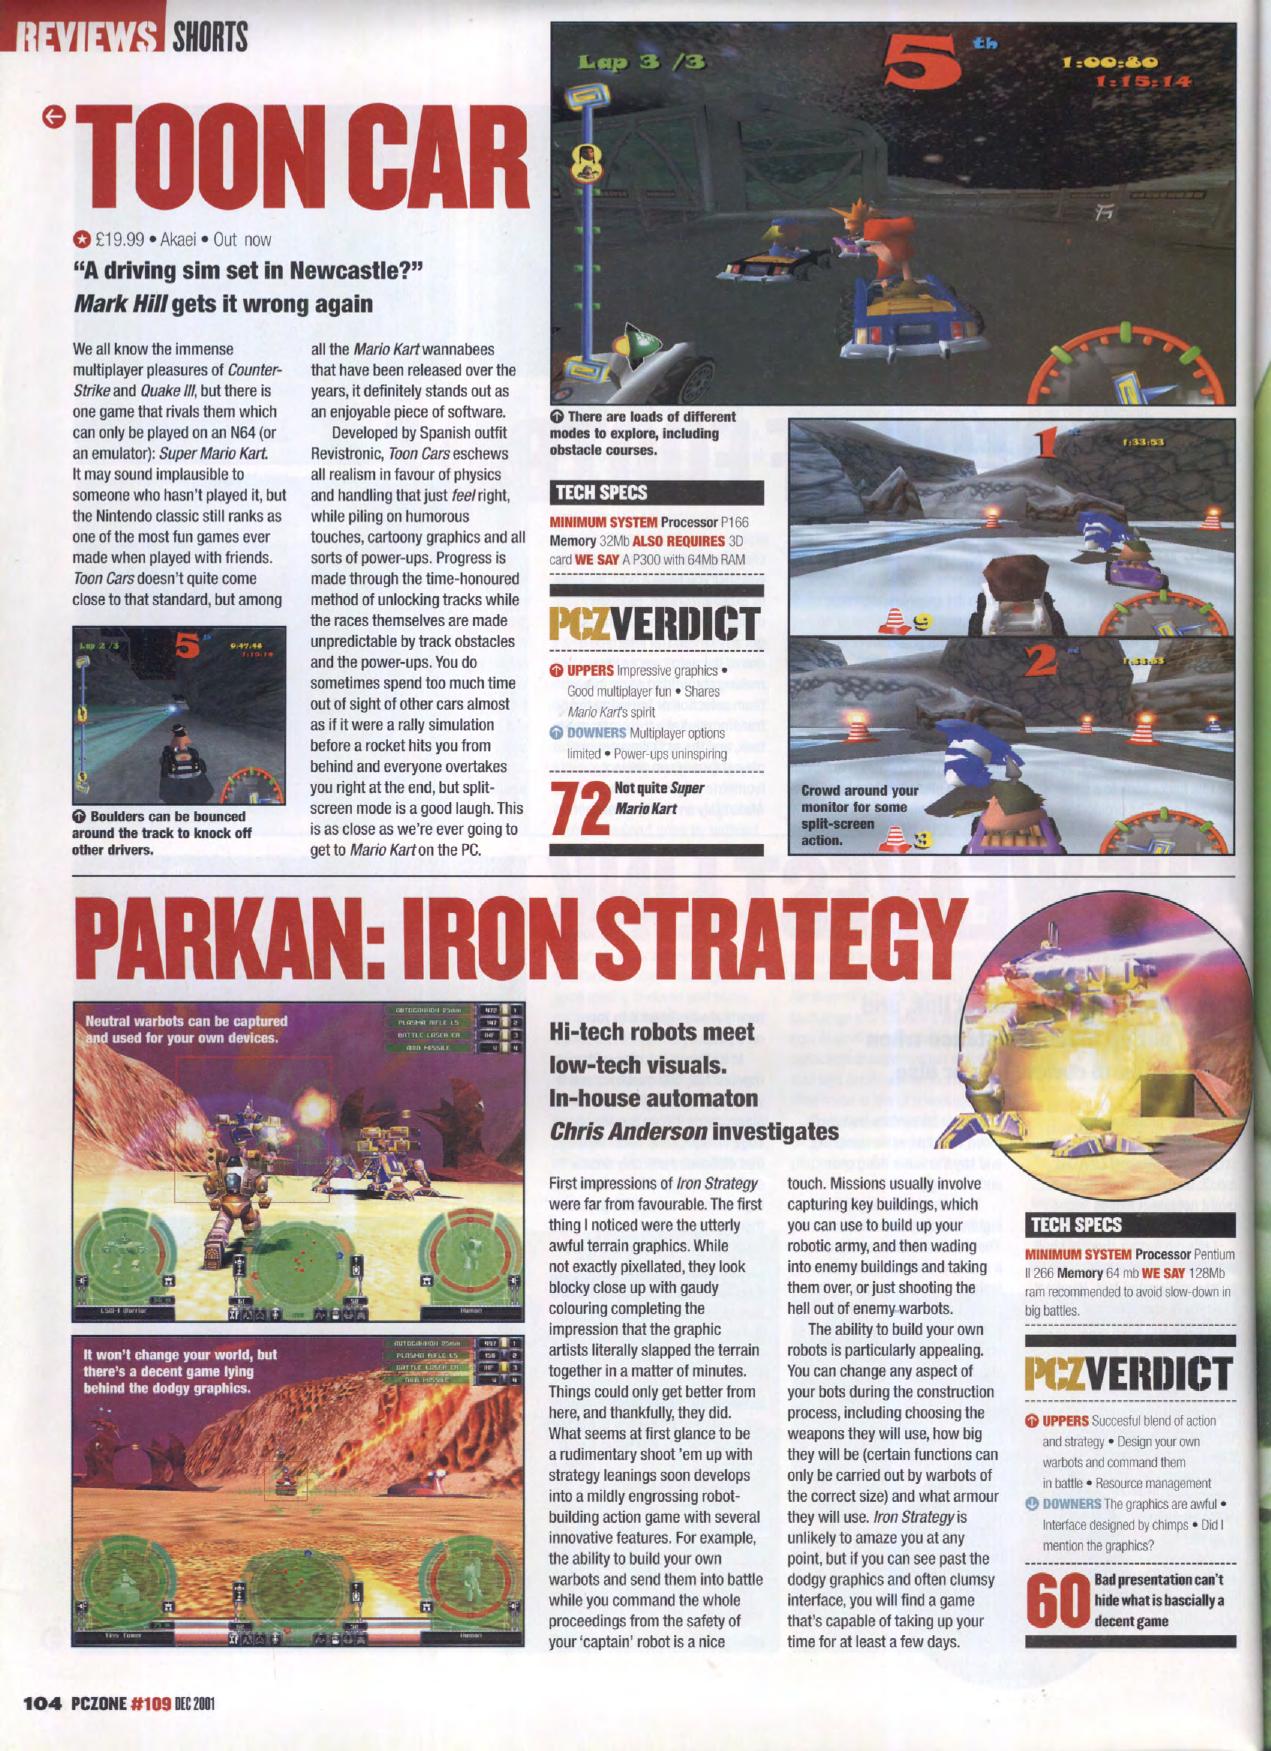 REVIEWS SHORTS
TOON CAR
£19.99 • Akaei • Out now
"A driving sim set in Newcastle?"
Mark Hill gets it wrong again
We all know the immense
multiplayer pleasures of Counter-
Strike and Quake III, but there is
one game that rivals them which
can only be played on an N64 (or
an emulator): Super Mario Kart.
It may sound implausible to
someone who hasn't played it, but
the Nintendo classic still ranks as
one of the most fun games ever
made when played with friends.
Toon Cars doesn't quite come
close to that standard, but among
all the Mario Kart wannabees
that have been released over the
years, it definitely stands out as
an enjoyable piece of software.
Developed by Spanish outfit
Revistronic, Toon Cars eschews
all realism in favour of physics
and handling that just feel right,
while piling on humorous
touches, cartoony graphics and all
sorts of power-ups. Progress is
made through the time-honoured
method of unlocking tracks while
the races themselves are made
unpredictable by track obstacles
and the power-ups. You do
sometimes spend too much time
out of sight of other cars almost
as if it were a rally simulation
before a rocket hits you from
behind and everyone overtakes
you right at the end, but split-
screen mode is a good laugh. This
is as close as we're ever going to
get to Mario Kart on the PC.
Lap 2 /3
5th
0:47:48
Boulders can be bounced
around the track to knock off
other drivers.
Lap 3 /3
5th
1:00:80
1:15:14
There are loads of different
modes to explore, including
obstacle courses.
TECH SPECS
MINIMUM SYSTEM Processor P166
Memory 32Mb ALSO REQUIRES 3D
card WE SAY A P300 with 64Mb RAM
PCZVERDICT
UPPERS Impressive graphics •
Good multiplayer fun • Shares
Mario Kart's spirit
DOWNERS Multiplayer options
limited • Power-ups uninspiring
72
Not quite Super
Mario Kart
1
1:33:53
9
2
Crowd around your
monitor for some
split-screen
action.
PARKAN: IRON STRATEGY
Neutral warbots can be captured
and used for your own devices.
AUTOCANNON 25mm
PLASMA RIFLE L5
Human
It won't change your world, but
there's a decent game lying
behind the dodgy graphics.
Human
Hi-tech robots meet
low-tech visuals.
In-house automaton
Chris Anderson investigates
First impressions of Iron Strategy
were far from favourable. The first
thing I noticed were the utterly
awful terrain graphics. While
not exactly pixellated, they look
blocky close up with gaudy
colouring completing the
impression that the graphic
artists literally slapped the terrain
together in a matter of minutes.
Things could only get better from
here, and thankfully, they did.
What seems at first glance to be
a rudimentary shoot 'em up with
strategy leanings soon develops
into a mildly engrossing robot-
building action game with several
innovative features. For example,
the ability to build your own
warbots and send them into battle
while you command the whole
proceedings from the safety of
your 'captain' robot is a nice
touch. Missions usually involve
capturing key buildings, which
you can use to build up your
robotic army, and then wading
into enemy buildings and taking
them over, or just shooting the
hell out of enemy warbots.
The ability to build your own
robots is particularly appealing.
You can change any aspect of
your bots during the construction
process, including choosing the
weapons they will use, how big
they will be (certain functions can
only be carried out by warbots of
the correct size) and what armour
they will use. Iron Strategy is
unlikely to amaze you at any
point, but if you can see past the
dodgy graphics and often clumsy
interface, you will find a game
that's capable of taking up your
time for at least a few days.
TECH SPECS
MINIMUM SYSTEM Processor Pentium
II 266 Memory 64 mb WE SAY 128Mb
ram recommended to avoid slow-down in
big battles.
PCZVERDICT
UPPERS Succesful blend of action
and strategy • Design your own
warbots and command them
in battle • Resource management
DOWNERS The graphics are awful •
Interface designed by chimps • Did I
mention the graphics?
60
Bad presentation can't
hide what is bascially a
decent game
104 PCZONE #109 DEC 2001